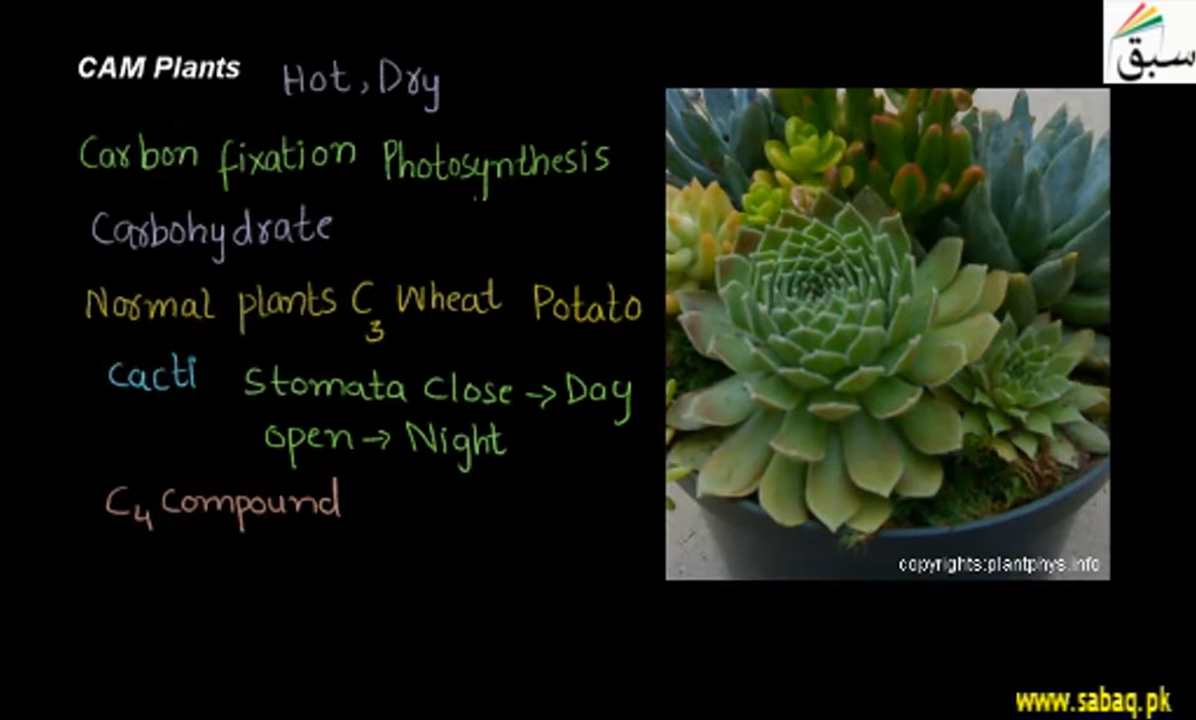 سبق
CAM Plants Hot, Dry
Carbon fixation Photosynthesis
Carbohydrate
Normal plants C3 Wheat Potato
Cacti Stomata Close → Day
Open → Night
C4 Compound
copyrights:plantphys.info
www.sabaq.pk